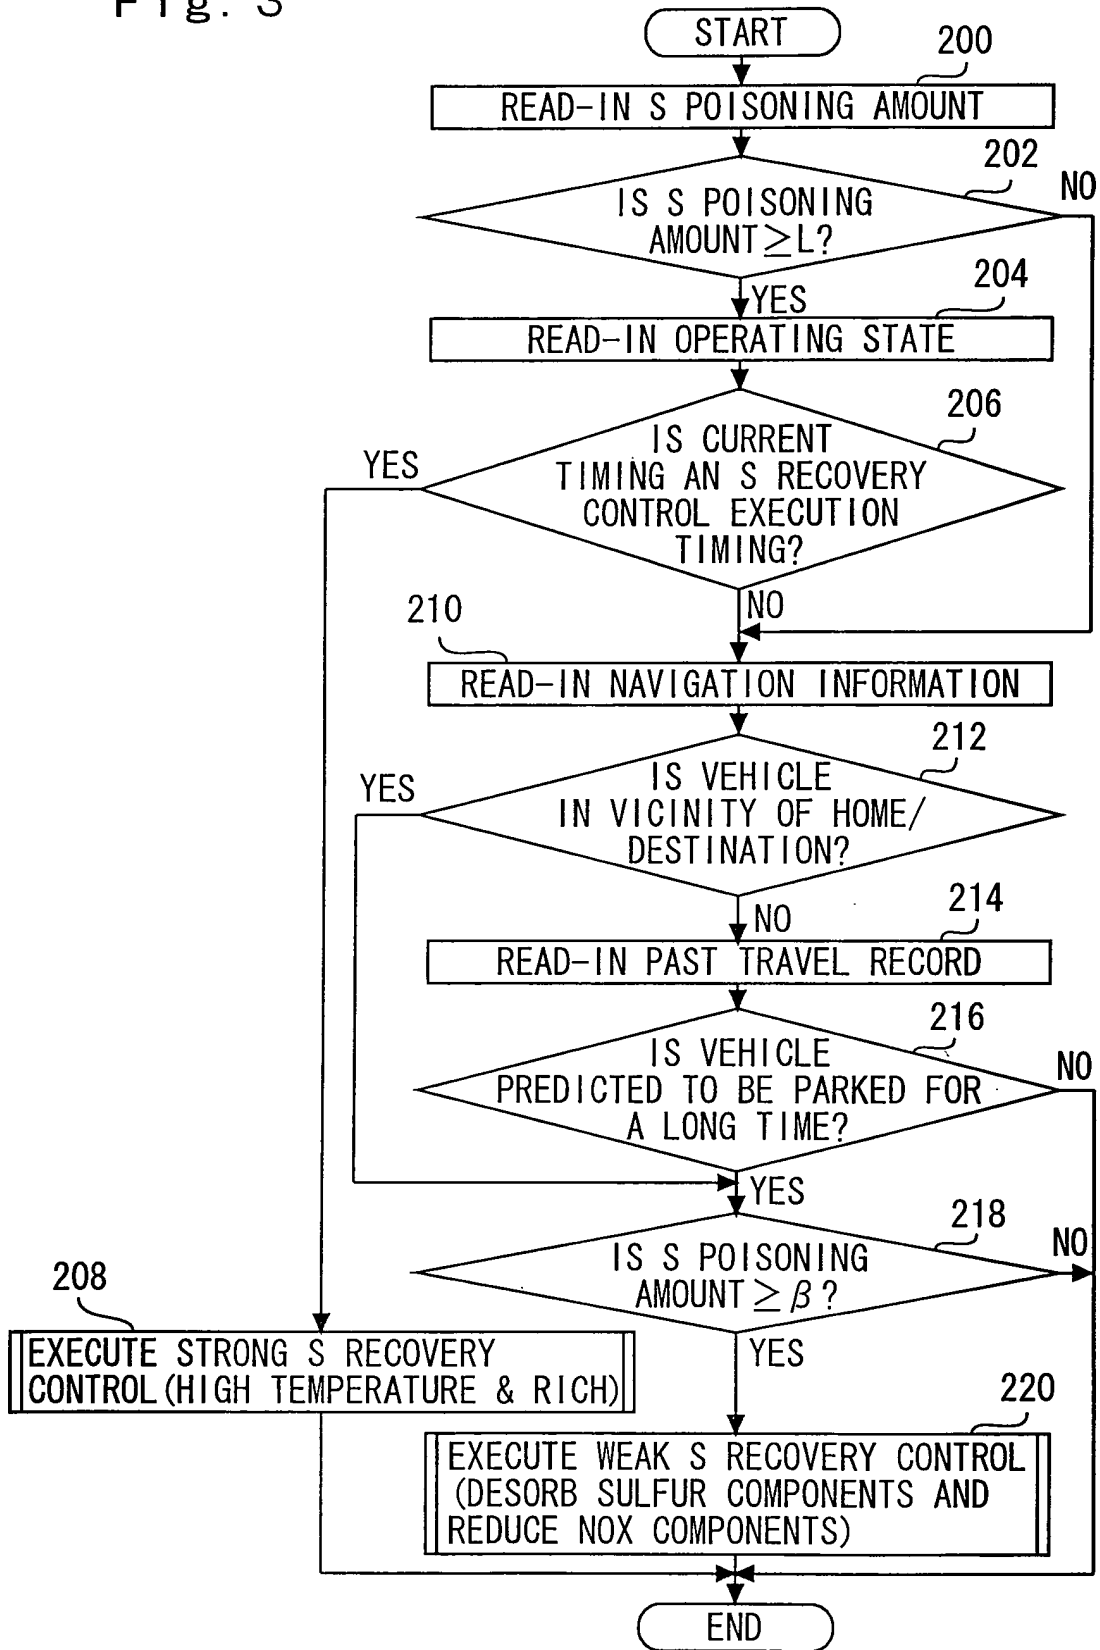 Fig. 3
START
200
READ-IN S POISONING AMOUNT
202
IS S POISONING
AMOUNT≥L?
NO
YES
204
READ-IN OPERATING STATE
206
IS CURRENT
TIMING AN S RECOVERY
CONTROL EXECUTION
TIMING?
YES
NO
210
READ-IN NAVIGATION INFORMATION
212
IS VEHICLE
IN VICINITY OF HOME/
DESTINATION?
YES
NO
214
READ-IN PAST TRAVEL RECORD
216
IS VEHICLE
PREDICTED TO BE PARKED FOR
A LONG TIME?
NO
YES
218
IS S POISONING
AMOUNT≥β?
NO
YES
208
EXECUTE STRONG S RECOVERY
CONTROL(HIGH TEMPERATURE & RICH)
220
EXECUTE WEAK S RECOVERY CONTROL
(DESORB SULFUR COMPONENTS AND
REDUCE NOX COMPONENTS)
END